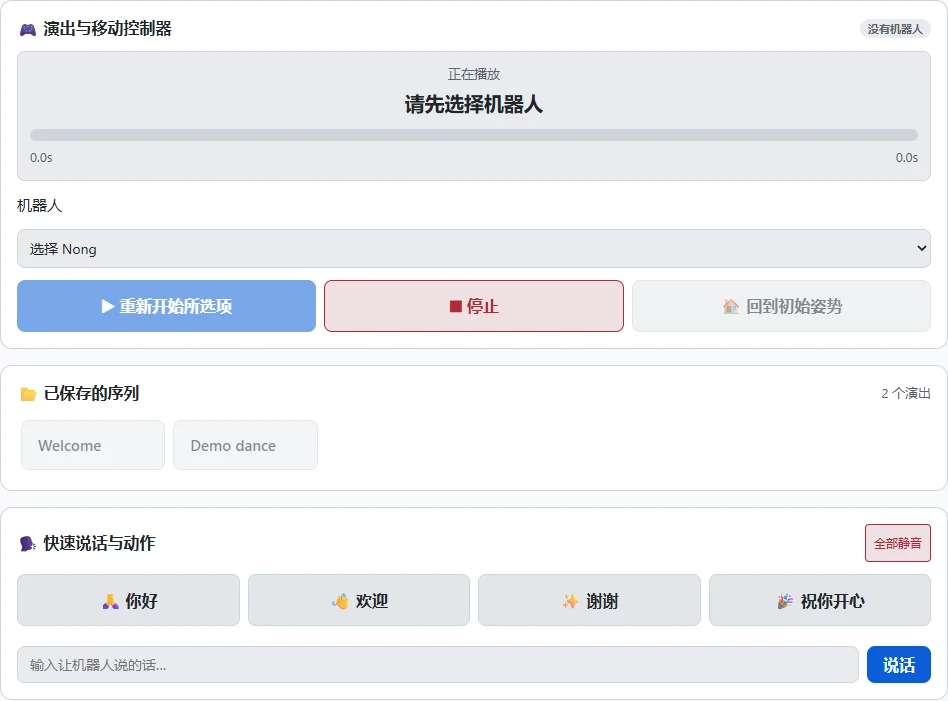 🎮 演出与移动控制器
没有机器人
正在播放
请先选择机器人
0.0s
0.0s
机器人
选择 Nong
▶ 重新开始所选项
■ 停止
🏠 回到初始姿势
📁 已保存的序列
2 个演出
Welcome
Demo dance
🗣 快速说话与动作
全部静音
🙏 你好
👋 欢迎
✨ 谢谢
🎉 祝你开心
输入让机器人说的话...
说话